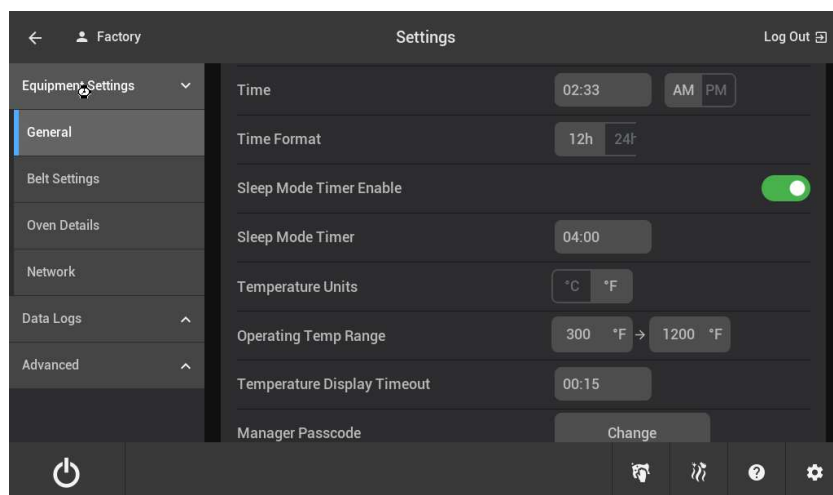 Factory
Settings
Log Out
Equipment Settings
General
Belt Settings
Oven Details
Network
Data Logs
Advanced
Time 02:33 AM PM
Time Format 12h 24h
Sleep Mode Timer Enable
Sleep Mode Timer 04:00
Temperature Units °C °F
Operating Temp Range 300 °F → 1200 °F
Temperature Display Timeout 00:15
Manager Passcode Change